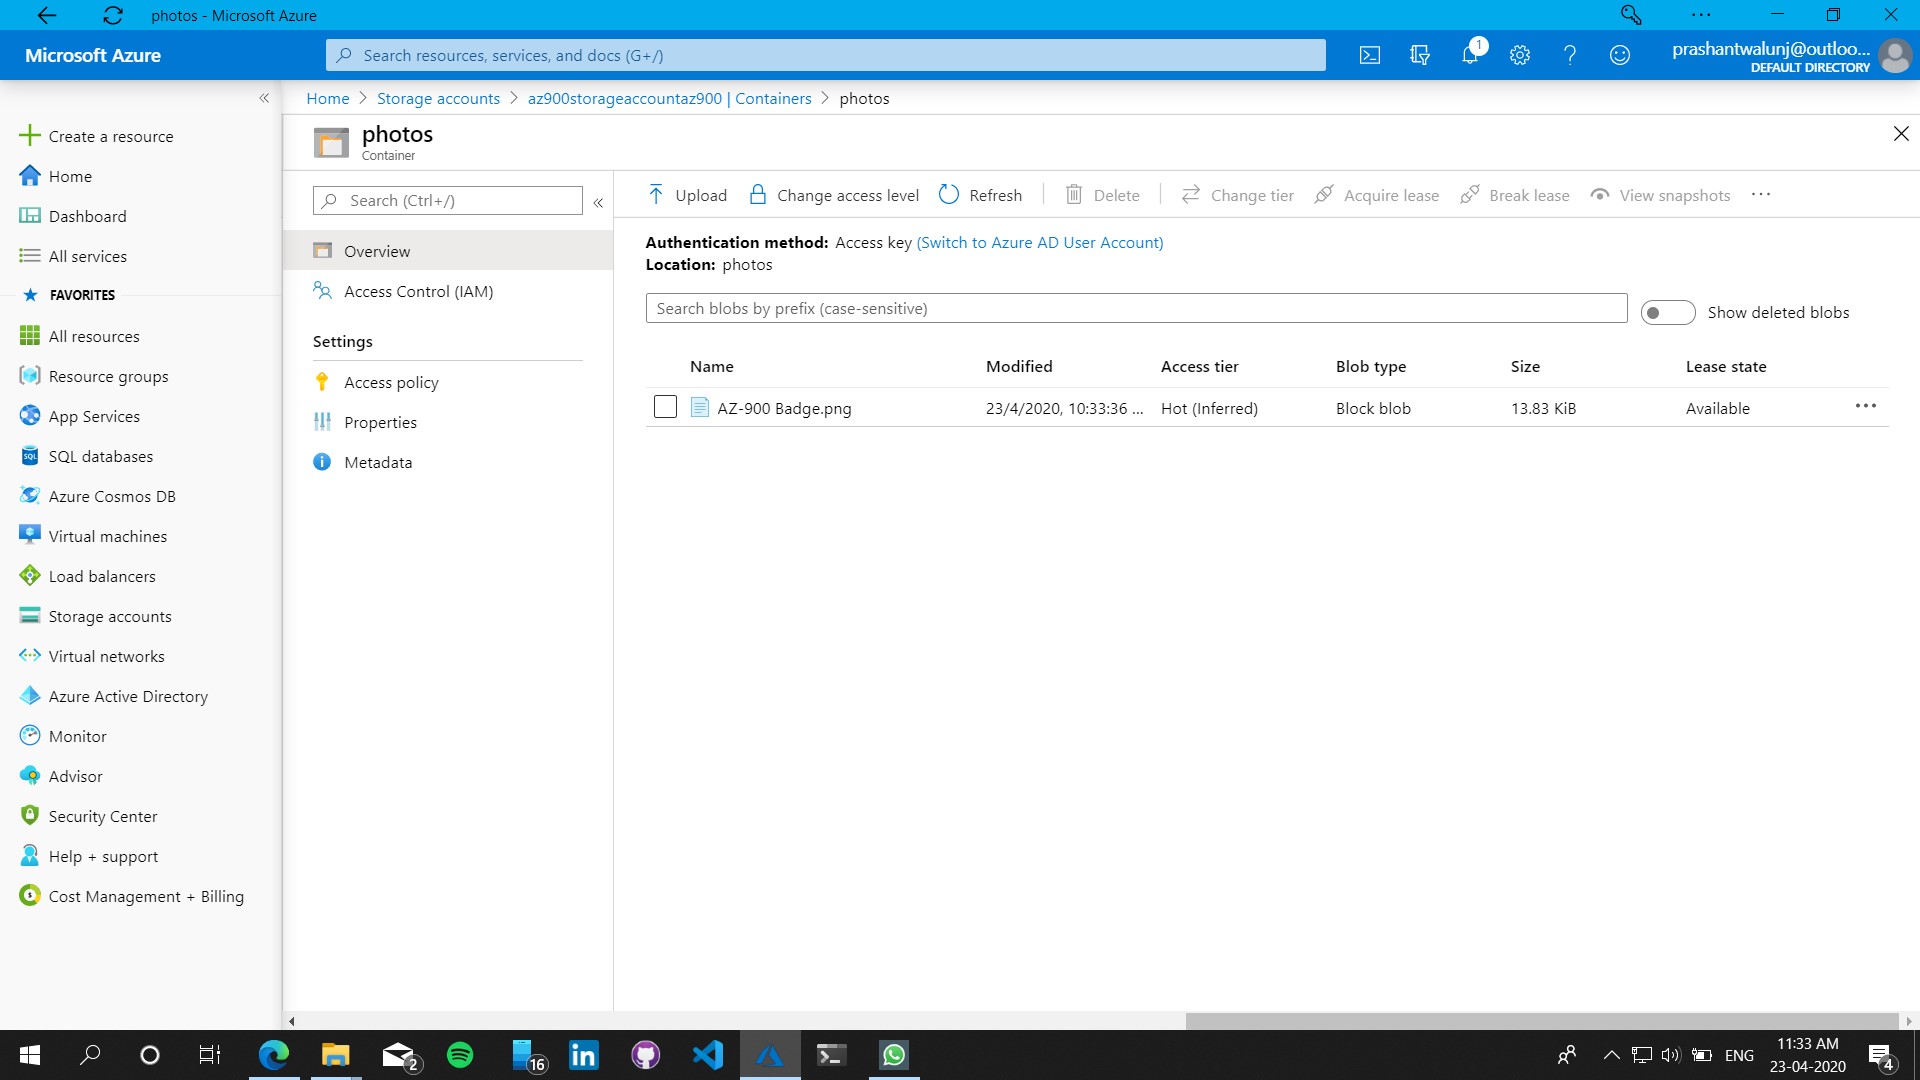 photos - Microsoft Azure
Microsoft Azure
Search resources, services, and docs (G+/)
1
prashantwalunj@outloo...
DEFAULT DIRECTORY
Home > Storage accounts > az900storageaccountaz900 | Containers > photos
photos
Container
Create a resource
Home
Dashboard
All services
FAVORITES
All resources
Resource groups
App Services
SQL databases
Azure Cosmos DB
Virtual machines
Load balancers
Storage accounts
Virtual networks
Azure Active Directory
Monitor
Advisor
Security Center
Help + support
Cost Management + Billing
Search (Ctrl+/)
Overview
Access Control (IAM)
Settings
Access policy
Properties
Metadata
Upload Change access level Refresh Delete Change tier Acquire lease Break lease View snapshots ...
Authentication method: Access key (Switch to Azure AD User Account)
Location: photos
Search blobs by prefix (case-sensitive)
Show deleted blobs
Name Modified Access tier Blob type Size Lease state
AZ-900 Badge.png 23/4/2020, 10:33:36 ... Hot (Inferred) Block blob 13.83 KiB Available ...
2
16
ENG
11:33 AM
23-04-2020
4